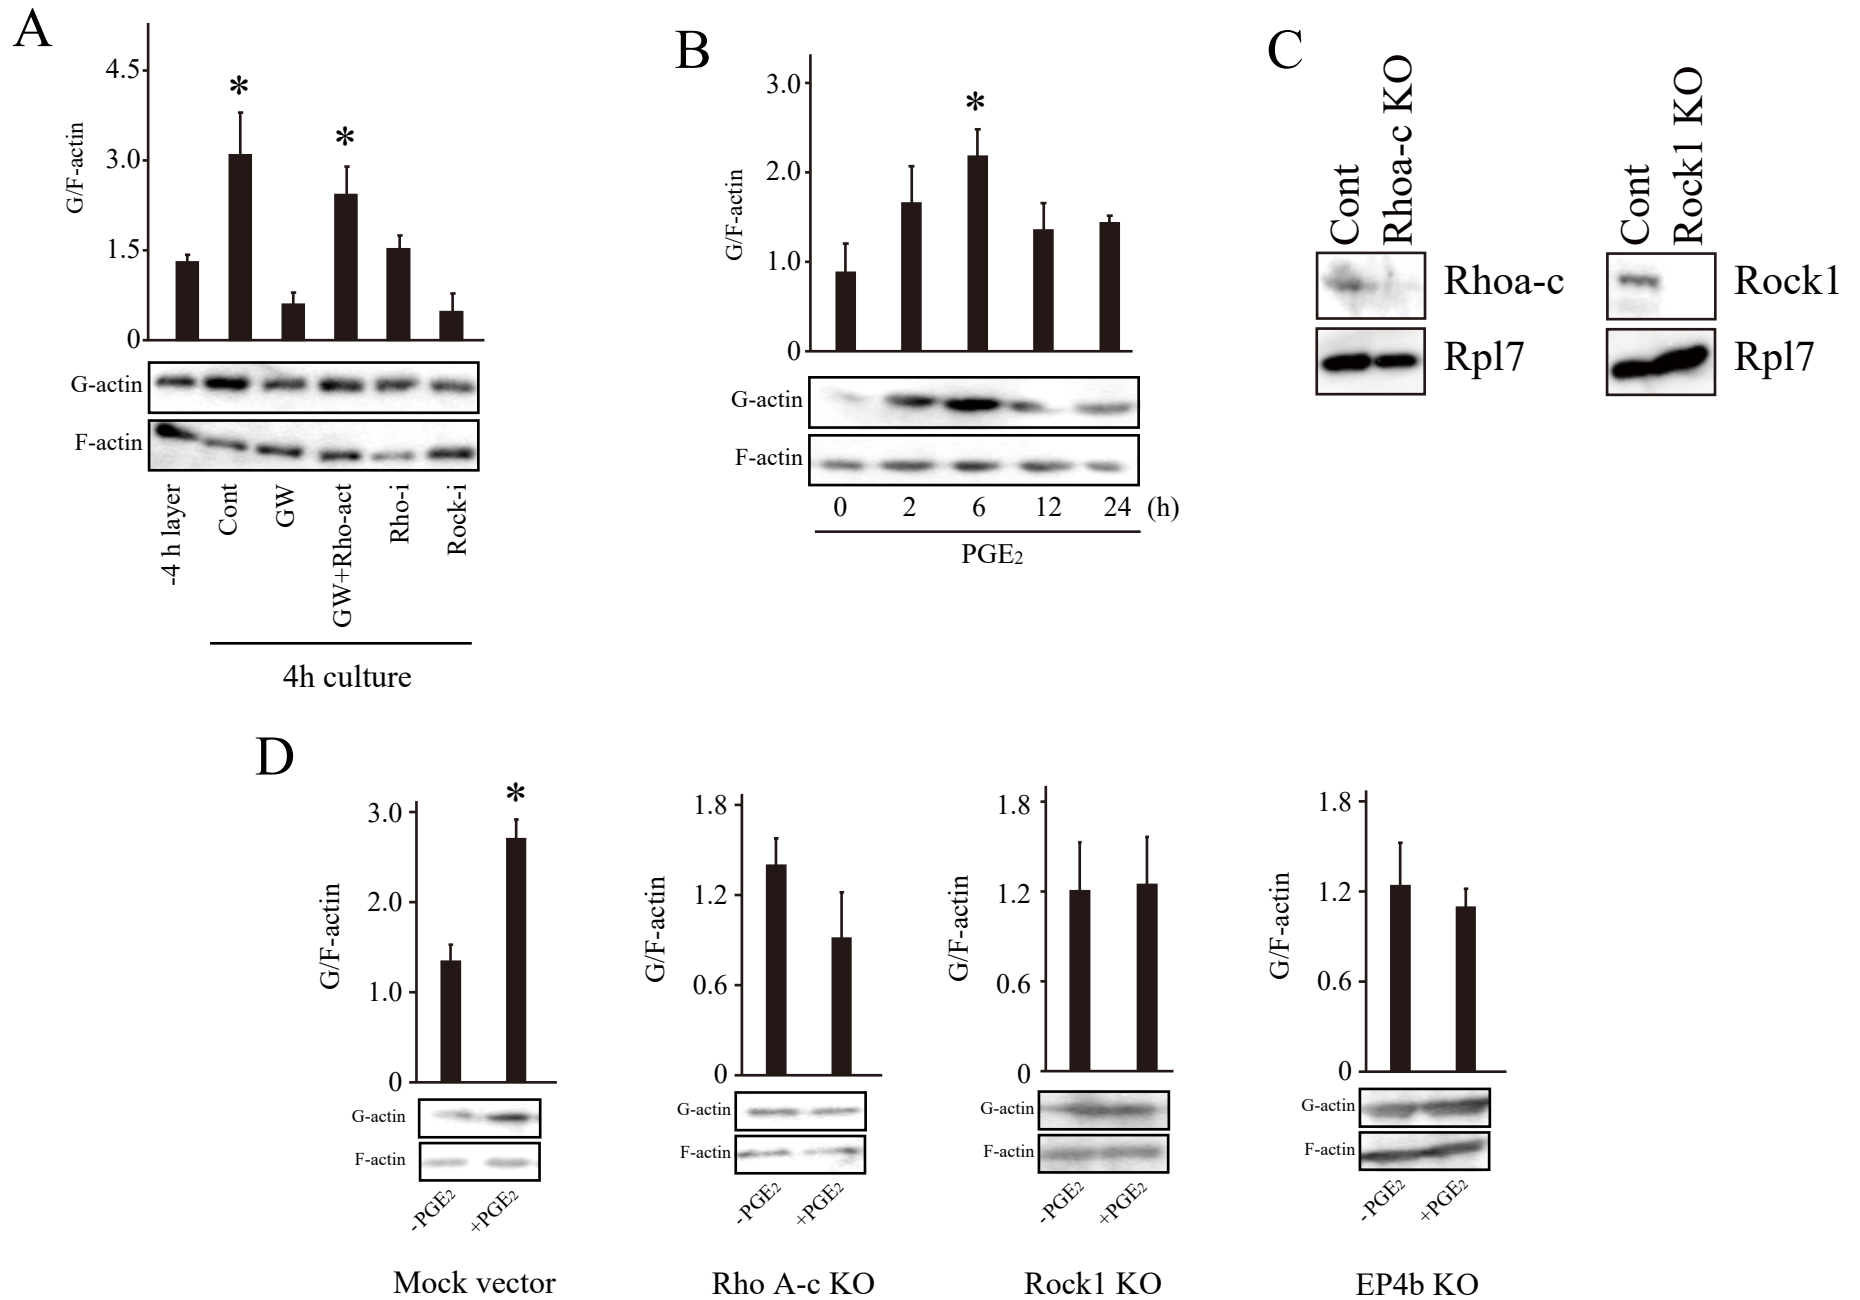 A
4.5
3.0
1.5
0
G/F-actin
*
*
G-actin
F-actin
-4 h layer
Cont
GW
GW+Rho-act
Rho-i
Rock-i
4h culture
B
3.0
2.0
1.0
0
G/F-actin
*
G-actin
F-actin
0 2 6 12 24 (h)
PGE2
C
Cont
Rhoa-c KO
Rhoa-c
Rpl7
Cont
Rock1 KO
Rock1
Rpl7
D
3.0
2.0
1.0
0
G/F-actin
*
G-actin
F-actin
-PGE2
+PGE2
Mock vector
1.8
1.2
0.6
0
G/F-actin
G-actin
F-actin
-PGE2
+PGE2
Rho A-c KO
1.8
1.2
0.6
0
G/F-actin
G-actin
F-actin
-PGE2
+PGE2
Rock1 KO
1.8
1.2
0.6
0
G/F-actin
G-actin
F-actin
-PGE2
+PGE2
EP4b KO